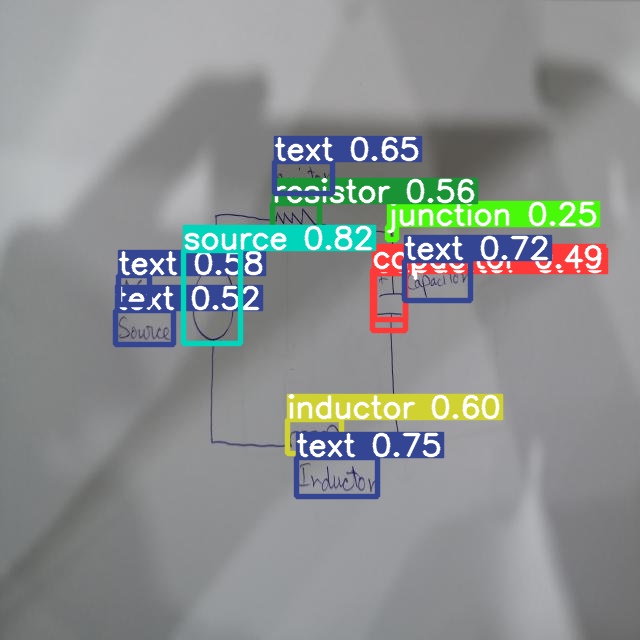 text 0.65
resistor 0.56
junction 0.25
source 0.82
text 0.72
capacitor 0.49
text 0.58
text 0.52
Capacitor
Source
inductor 0.60
text 0.75
Inductor